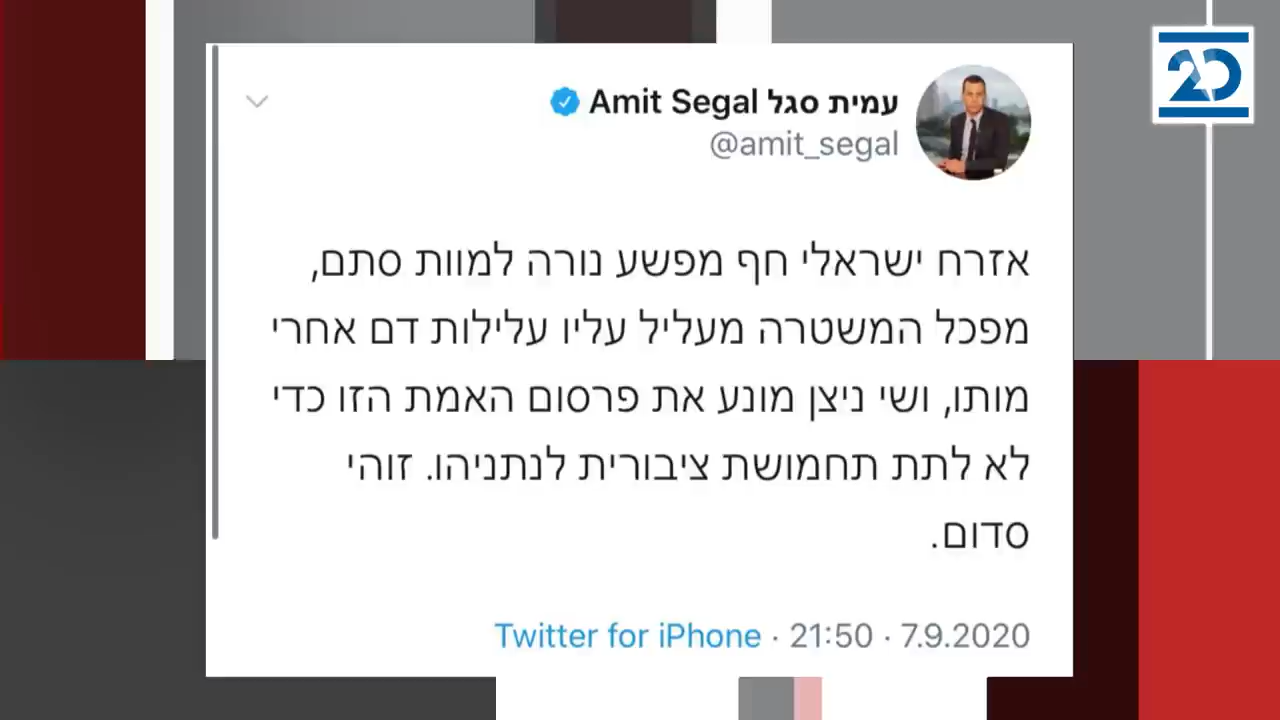 עמית סגל Amit Segal
@amit_segal
אזרח ישראלי חף מפשע נורה למוות סתם,
מפכל המשטרה מעליל עליו עלילות דם אחרי
מותו, ושי ניצן מונע את פרסום האמת הזו כדי
לא לתת תחמושת ציבורית לנתניהו. זוהי
סדום.
21:50 · 7.9.2020 · Twitter for iPhone
20